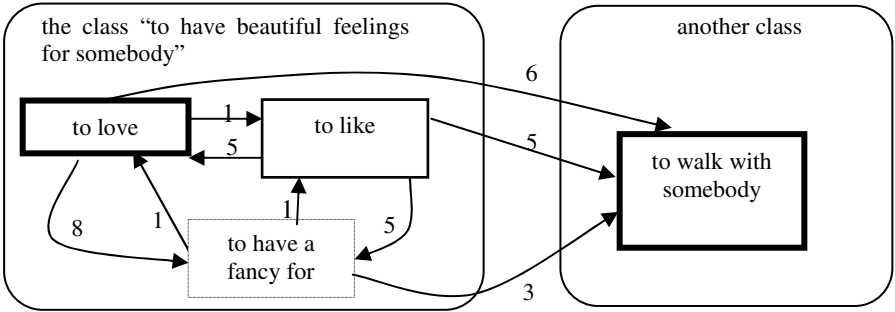 the class “to have beautiful feelings
for somebody”
another class
6
to love
1
to like
5
5
to walk with
somebody
8
1
1
5
to have a
fancy for
3